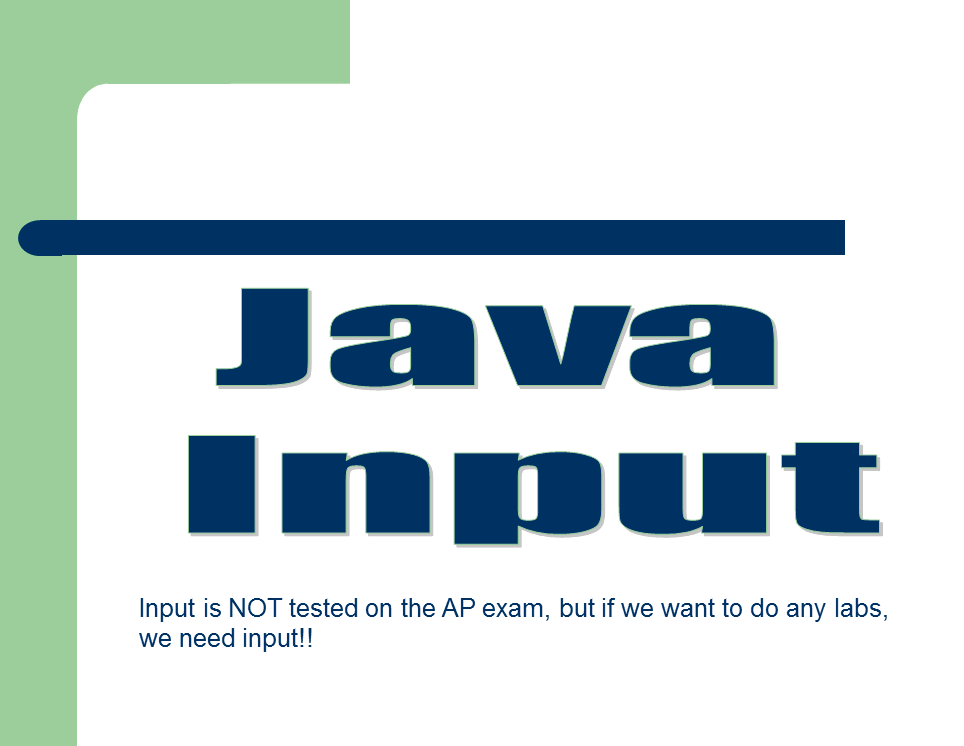 Java
Input
Input is NOT tested on the AP exam, but if we want to do any labs,
we need input!!